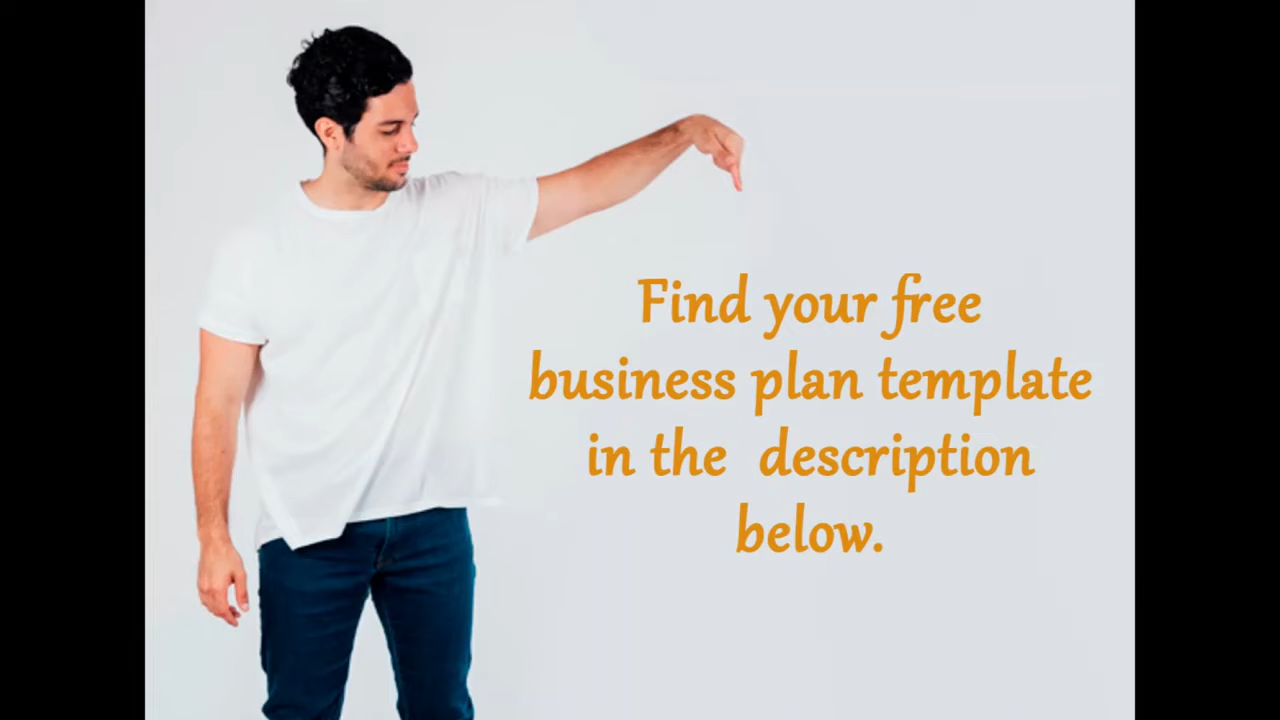 Find your free
business plan template
in the  description
below.